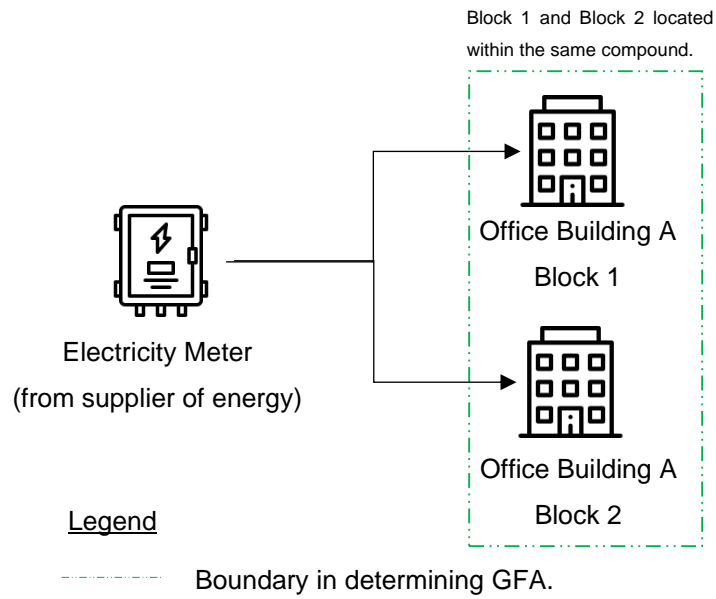 Block 1 and Block 2 located
within the same compound.
Office Building A
Block 1
Electricity Meter
(from supplier of energy)
Office Building A
Block 2
Legend
Boundary in determining GFA.